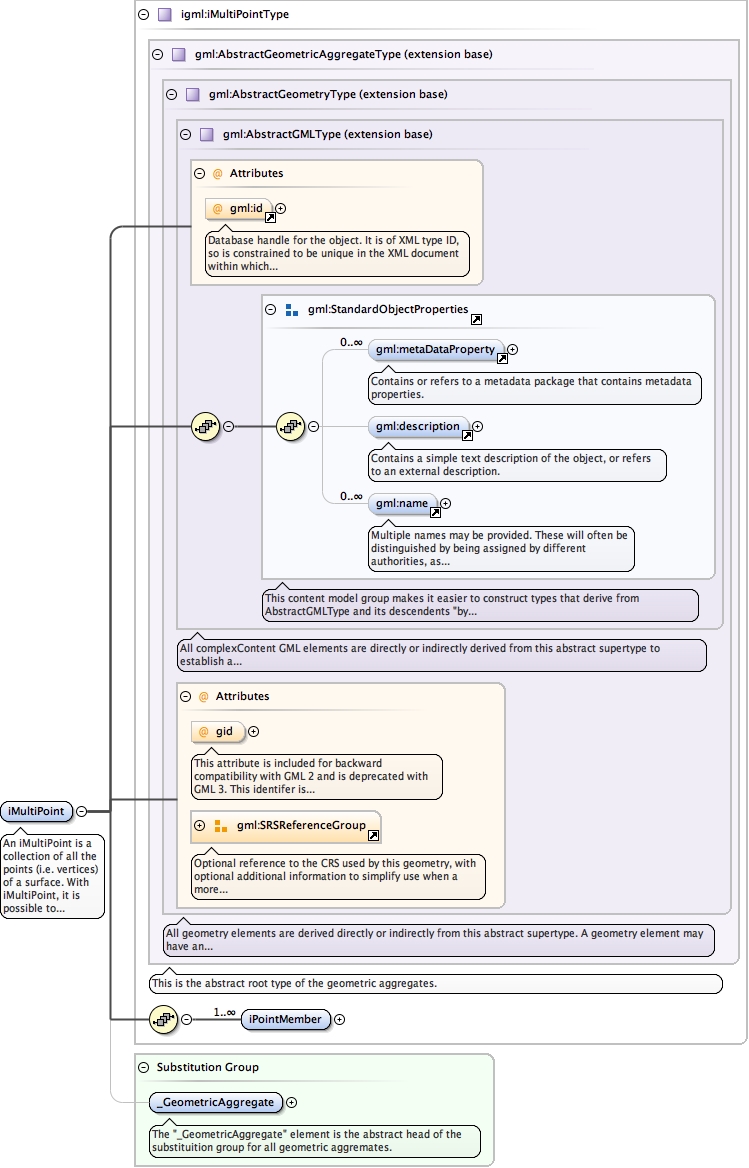 igml:iMultiPointType
gml:AbstractGeometricAggregateType (extension base)
gml:AbstractGeometryType (extension base)
gml:AbstractGMLType (extension base)
@ Attributes
@ gml:id
Database handle for the object. It is of XML type ID,
so is constrained to be unique in the XML document
within which...
gml:StandardObjectProperties
0..∞
gml:metaDataProperty
Contains or refers to a metadata package that contains metadata
properties.
gml:description
Contains a simple text description of the object, or refers
to an external description.
0..∞
gml:name
Multiple names may be provided. These will often be
distinguished by being assigned by different
authorities, as...
This content model group makes it easier to construct types that derive from
AbstractGMLType and its descendents "by...
All complexContent GML elements are directly or indirectly derived from this abstract supertype to
establish a...
@ Attributes
@ gid
This attribute is included for backward
compatibility with GML 2 and is deprecated with
GML 3. This identifer is...
gml:SRSReferenceGroup
Optional reference to the CRS used by this geometry, with
optional additional information to simplify use when a
more...
All geometry elements are derived directly or indirectly from this abstract supertype. A geometry element may
have an...
This is the abstract root type of the geometric aggregates.
1..∞
iPointMember
iMultiPoint
An iMultiPoint is a
collection of all the
points (i.e. vertices)
of a surface. With
iMultiPoint, it is
possible to...
Substitution Group
_GeometricAggregate
The "_GeometricAggregate" element is the abstract head of the
substituition group for all geometric aggremates.